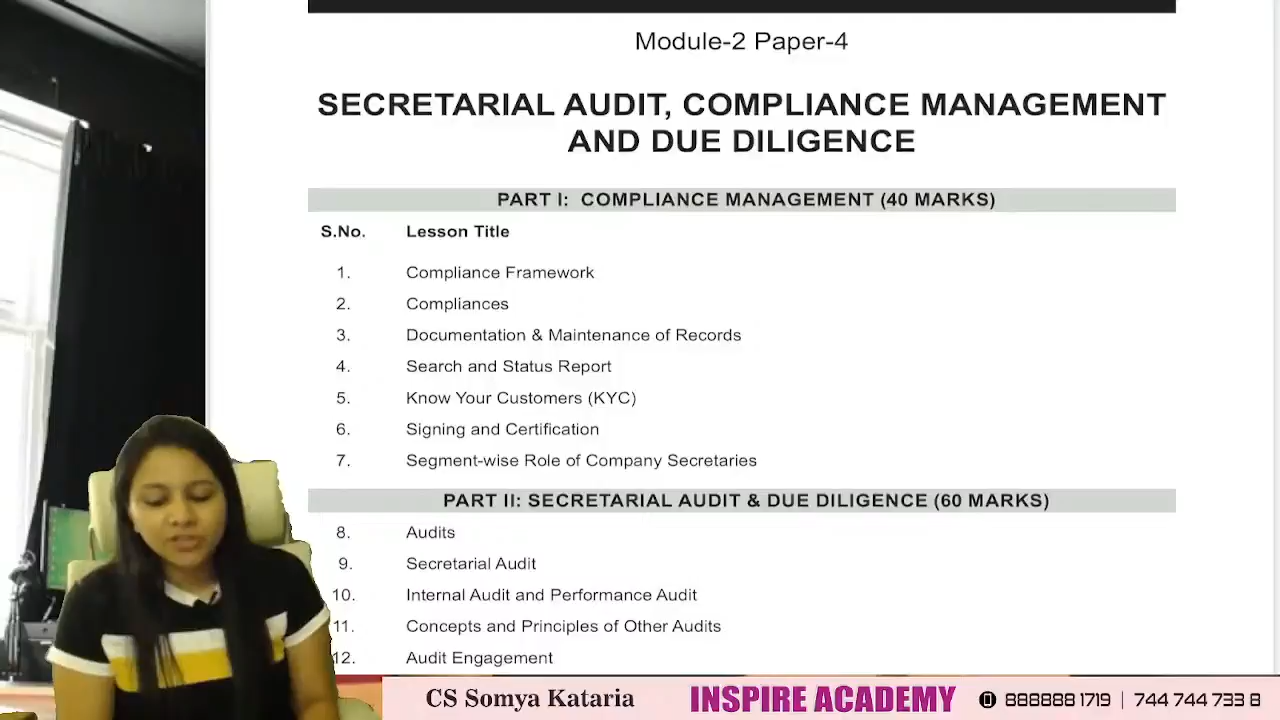 Module-2 Paper-4
SECRETARIAL AUDIT, COMPLIANCE MANAGEMENT
AND DUE DILIGENCE
PART I: COMPLIANCE MANAGEMENT (40 MARKS)
S.No. Lesson Title
1. Compliance Framework
2. Compliances
3. Documentation & Maintenance of Records
4. Search and Status Report
5. Know Your Customers (KYC)
6. Signing and Certification
7. Segment-wise Role of Company Secretaries
PART II: SECRETARIAL AUDIT & DUE DILIGENCE (60 MARKS)
8. Audits
9. Secretarial Audit
10. Internal Audit and Performance Audit
11. Concepts and Principles of Other Audits
12. Audit Engagement
CS Somya Kataria INSPIRE ACADEMY 888888 1719 | 744 744 733 8